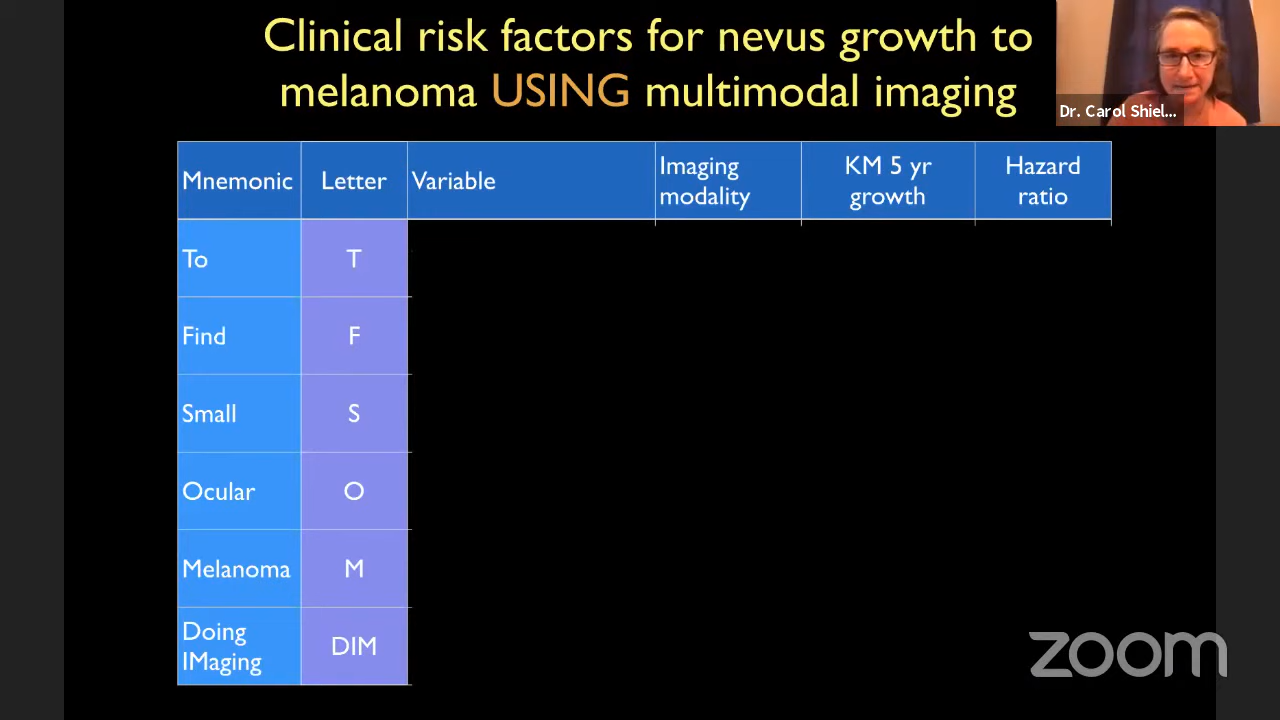 Clinical risk factors for nevus growth to
melanoma USING multimodal imaging
Dr. Carol Shiel...
Mnemonic Letter Variable Imaging modality KM 5 yr growth Hazard ratio
To T
Find F
Small S
Ocular O
Melanoma M
Doing IMaging DIM
zoom